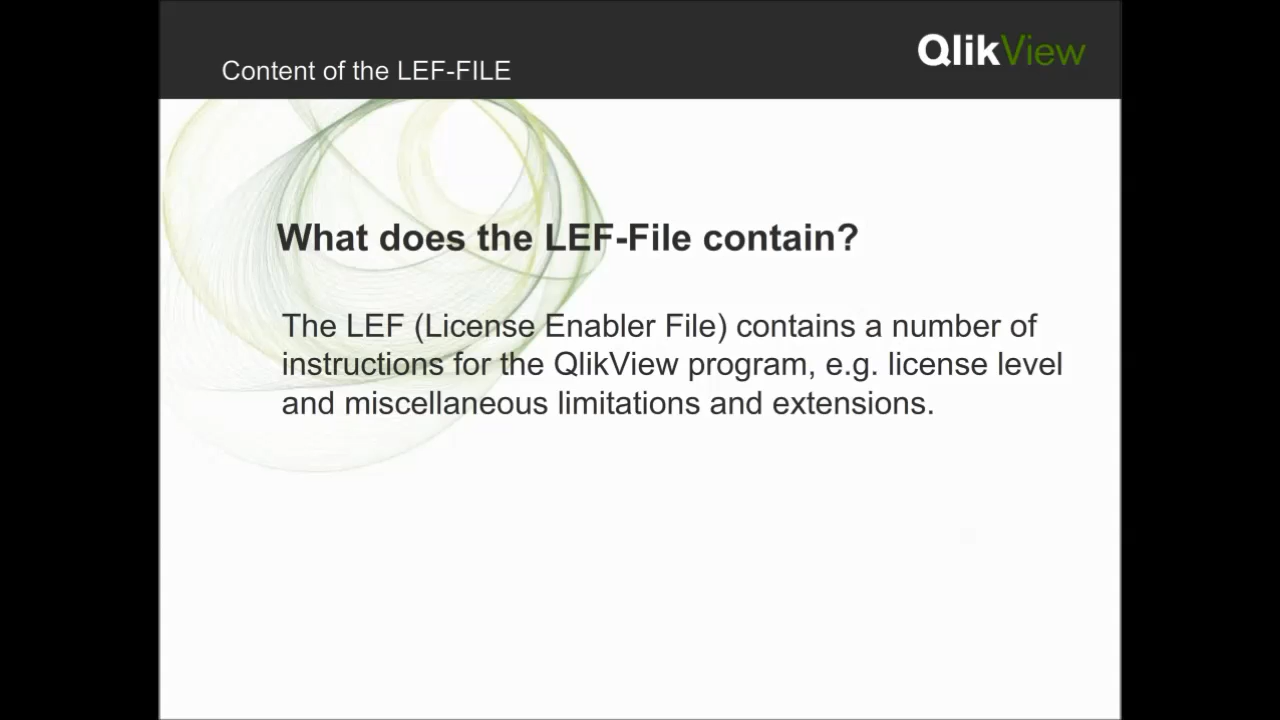 Content of the LEF-FILE
QlikView
What does the LEF-File contain?
The LEF (License Enabler File) contains a number of
instructions for the QlikView program, e.g. license level
and miscellaneous limitations and extensions.